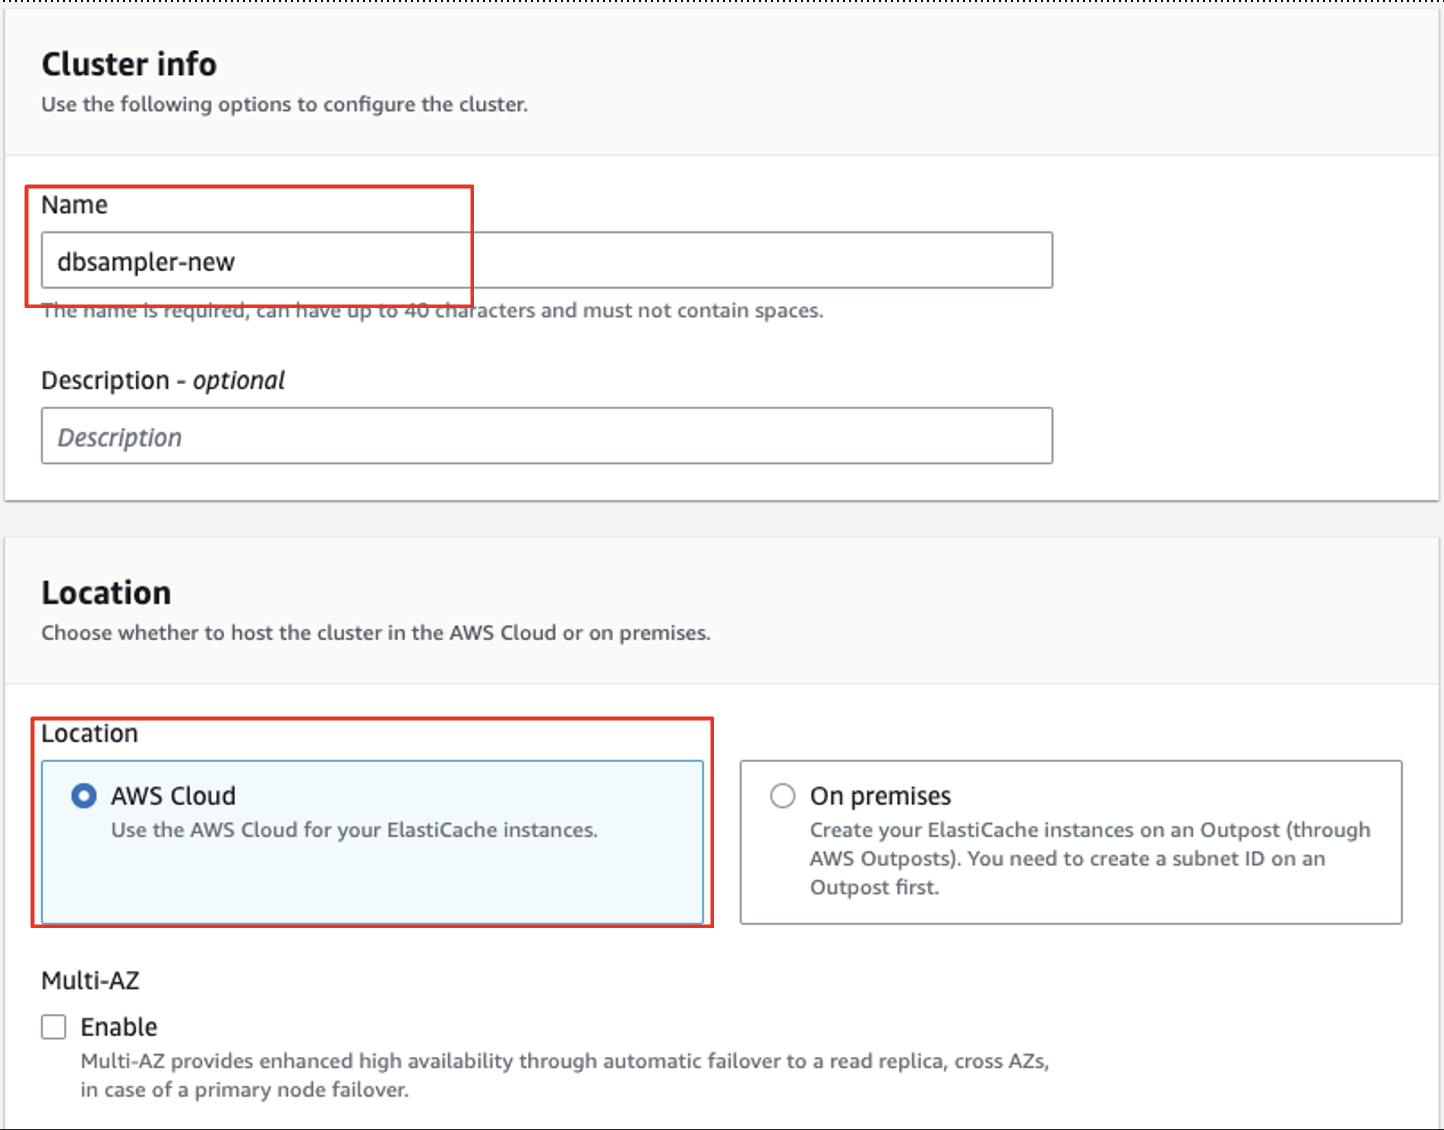 Cluster info
Use the following options to configure the cluster.
Name
dbsampler-new
The name is required, can have up to 40 characters and must not contain spaces.
Description - optional
Description
Location
Choose whether to host the cluster in the AWS Cloud or on premises.
Location
AWS Cloud
Use the AWS Cloud for your ElastiCache instances.
On premises
Create your ElastiCache instances on an Outpost (through
AWS Outposts). You need to create a subnet ID on an
Outpost first.
Multi-AZ
Enable
Multi-AZ provides enhanced high availability through automatic failover to a read replica, cross AZs,
in case of a primary node failover.